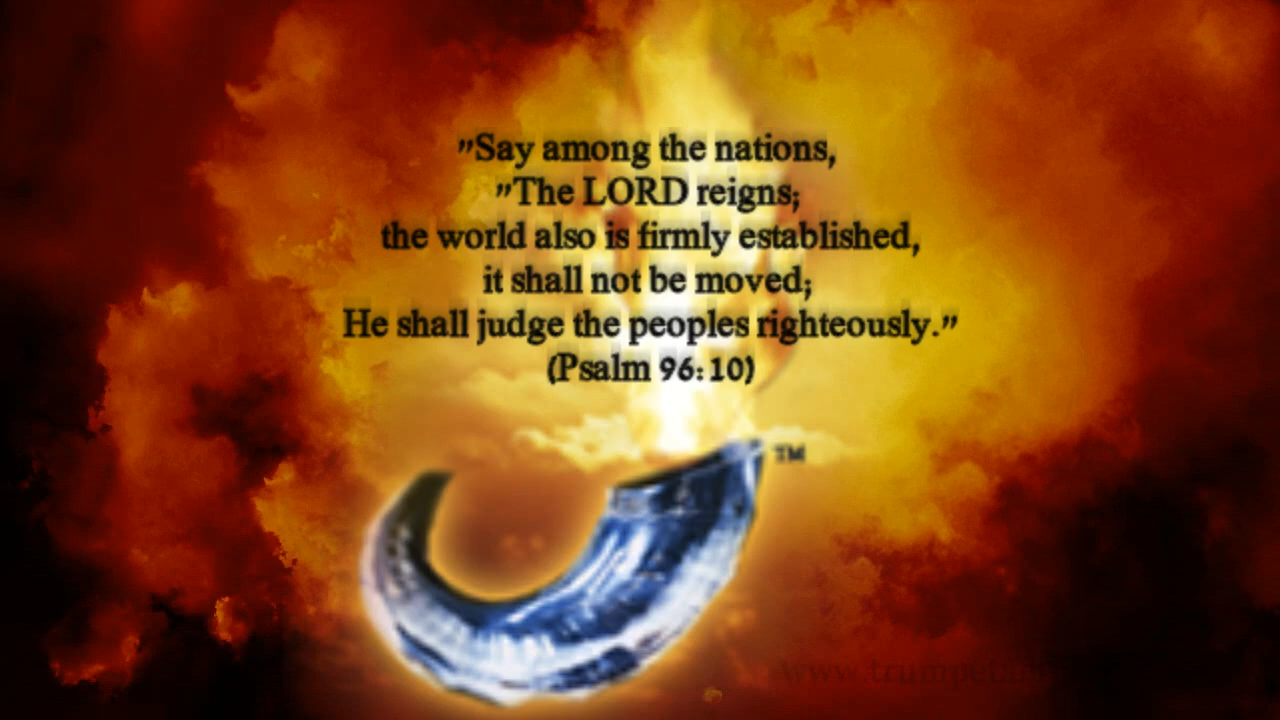 "Say among the nations,
"The LORD reigns;
the world also is firmly established,
it shall not be moved;
He shall judge the peoples righteously."
(Psalm 96:10)
TM